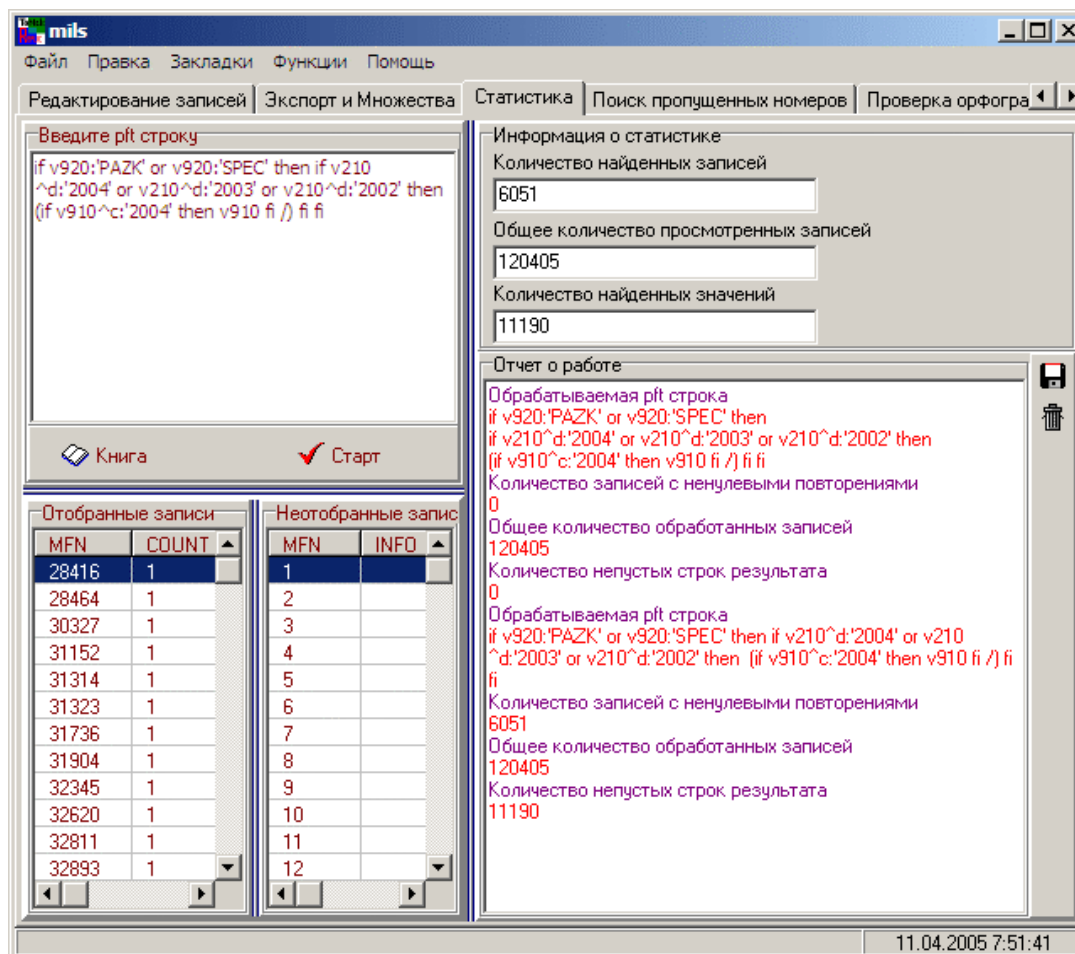 mils
Файл Правка Закладки Функции Помощь
Редактирование записей Экспорт и Множества Статистика Поиск пропущенных номеров Проверка орфогра
Введите pft строку
if v920:'PAZK' or v920:'SPEC' then if v210
^d:'2004' or v210^d:'2003' or v210^d:'2002' then
(if v910^c:'2004' then v910 fi /) fi fi
Книга Старт
Информация о статистике
Количество найденных записей
6051
Общее количество просмотренных записей
120405
Количество найденных значений
11190
Отобранные записи
MFN COUNT
28416 1
28464 1
30327 1
31152 1
31314 1
31323 1
31736 1
31904 1
32345 1
32620 1
32811 1
32893 1
Неотобранные запис
MFN INFO
1
2
3
4
5
6
7
8
9
10
11
12
Отчет о работе
Обрабатываемая pft строка
if v920:'PAZK' or v920:'SPEC' then
if v210^d:'2004' or v210^d:'2003' or v210^d:'2002' then
(if v910^c:'2004' then v910 fi /) fi fi
Количество записей с ненулевыми повторениями
0
Общее количество обработанных записей
120405
Количество непустых строк результата
0
Обрабатываемая pft строка
if v920:'PAZK' or v920:'SPEC' then if v210^d:'2004' or v210
^d:'2003' or v210^d:'2002' then (if v910^c:'2004' then v910 fi /) fi
fi
Количество записей с ненулевыми повторениями
6051
Общее количество обработанных записей
120405
Количество непустых строк результата
11190
11.04.2005 7:51:41